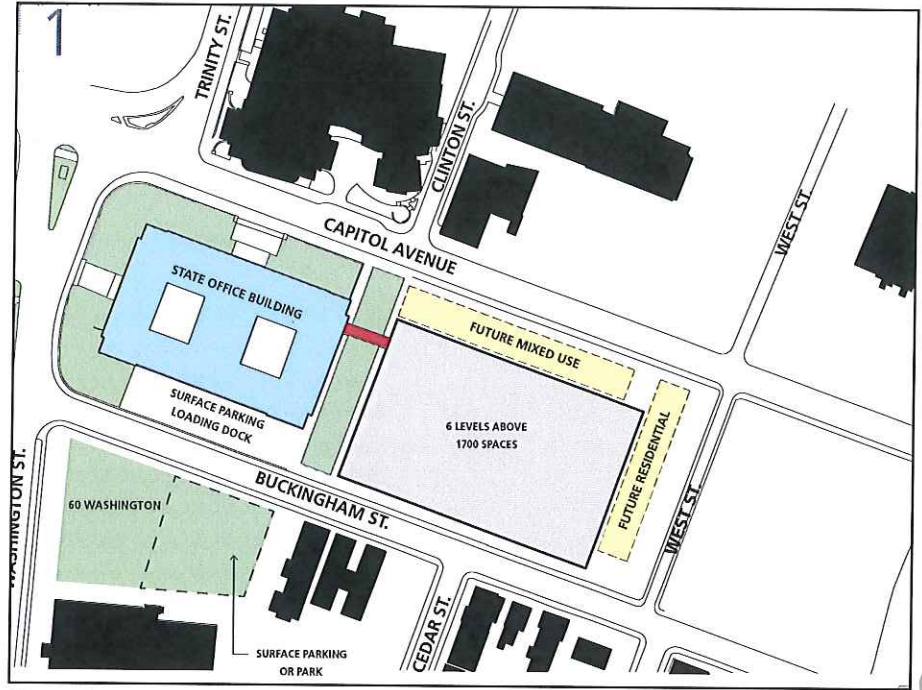 1
TRINITY ST.
CLINTON ST.
WEST ST.
CAPITOL AVENUE
STATE OFFICE BUILDING
FUTURE MIXED USE
6 LEVELS ABOVE
1700 SPACES
SURFACE PARKING
LOADING DOCK
FUTURE RESIDENTIAL
WEST ST.
BUCKINGHAM ST.
WASHINGTON ST.
60 WASHINGTON
CEDAR ST.
SURFACE PARKING
OR PARK